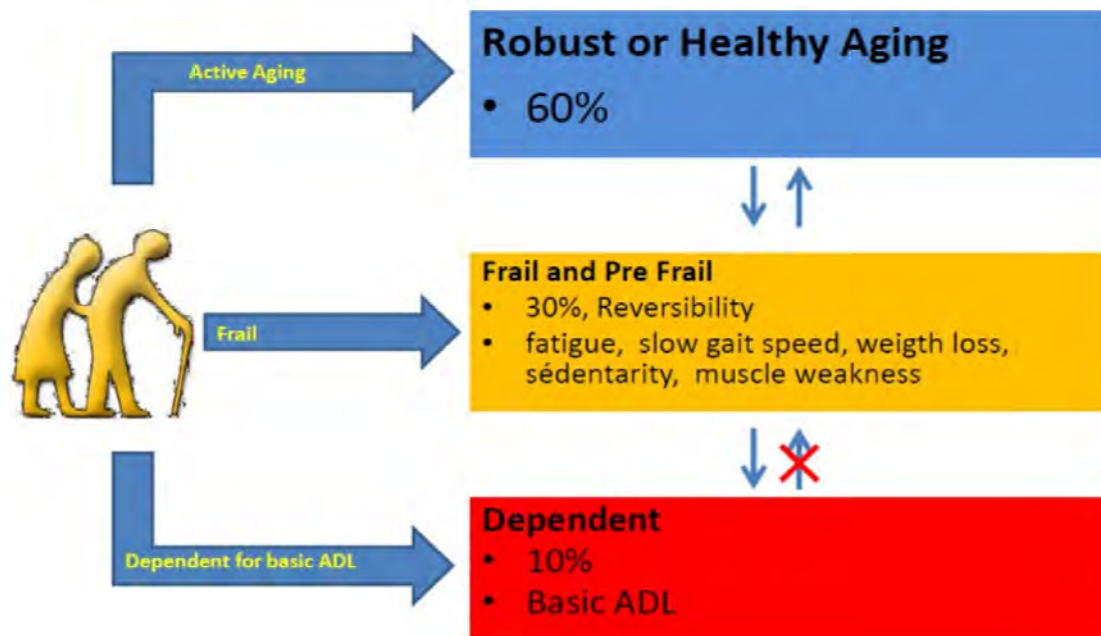 Active Aging
Robust or Healthy Aging
• 60%
Frail
Frail and Pre Frail
• 30%, Reversibility
• fatigue, slow gait speed, weigth loss,
sédentarity, muscle weakness
Dependent for basic ADL
Dependent
• 10%
• Basic ADL